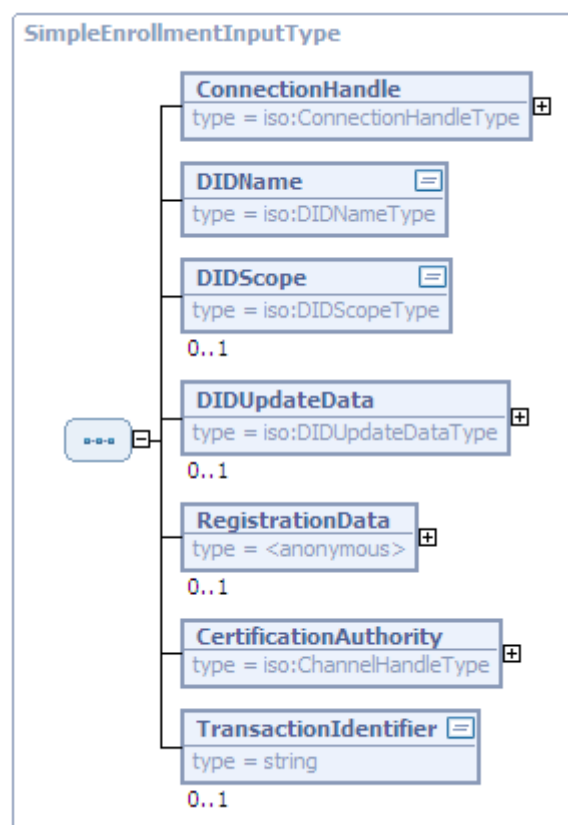 SimpleEnrollmentInputType
ConnectionHandle
type = iso:ConnectionHandleType
DIDName
type = iso:DIDNameType
DIDScope
type = iso:DIDScopeType
0..1
DIDUpdateData
type = iso:DIDUpdateDataType
0..1
RegistrationData
type = <anonymous>
0..1
CertificationAuthority
type = iso:ChannelHandleType
TransactionIdentifier
type = string
0..1